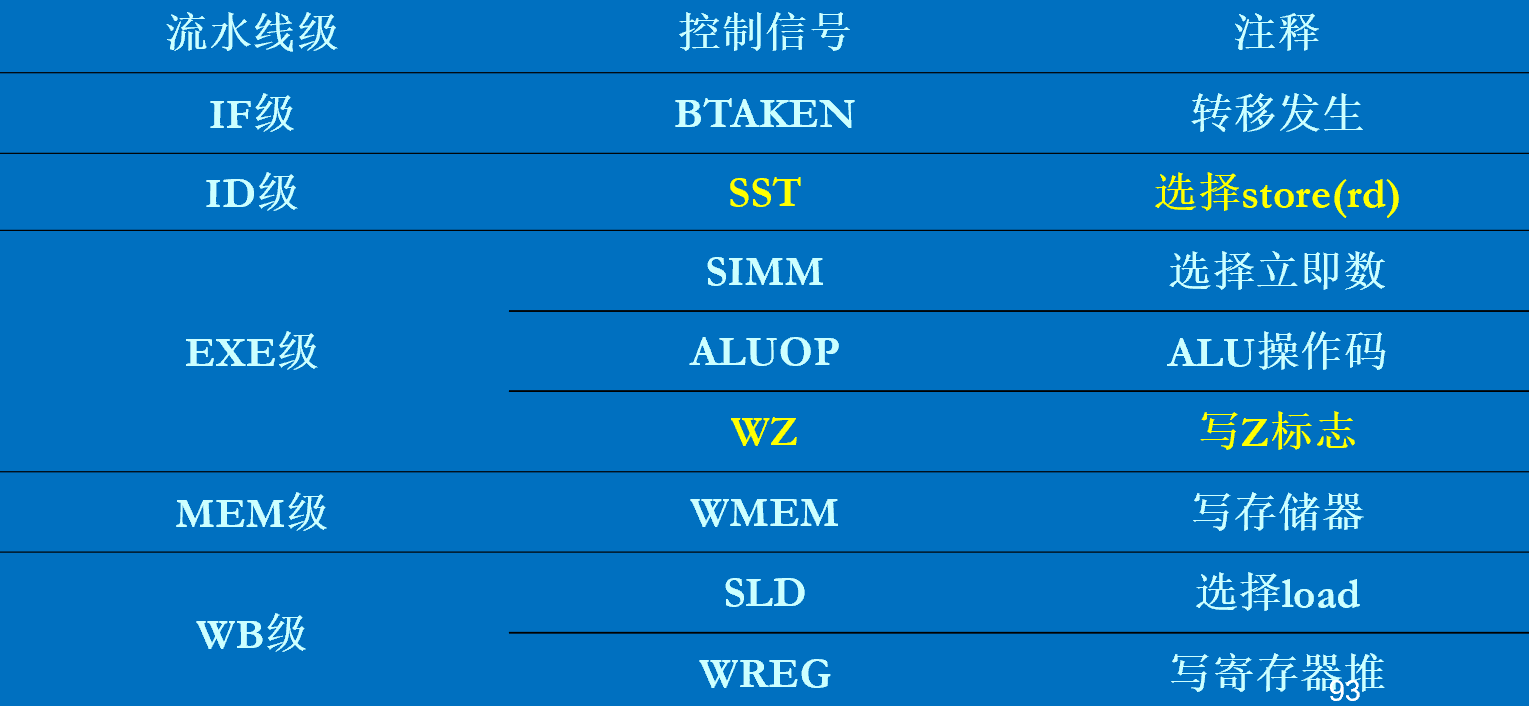 流水线级 控制信号 注释
IF级 BTAKEN 转移发生
ID级 SST 选择store(rd)
SIMM 选择立即数
EXE级 ALUOP ALU操作码
WZ 写Z标志
MEM级 WMEM 写存储器
SLD 选择load
WB级
WREG 写寄存器堆
93